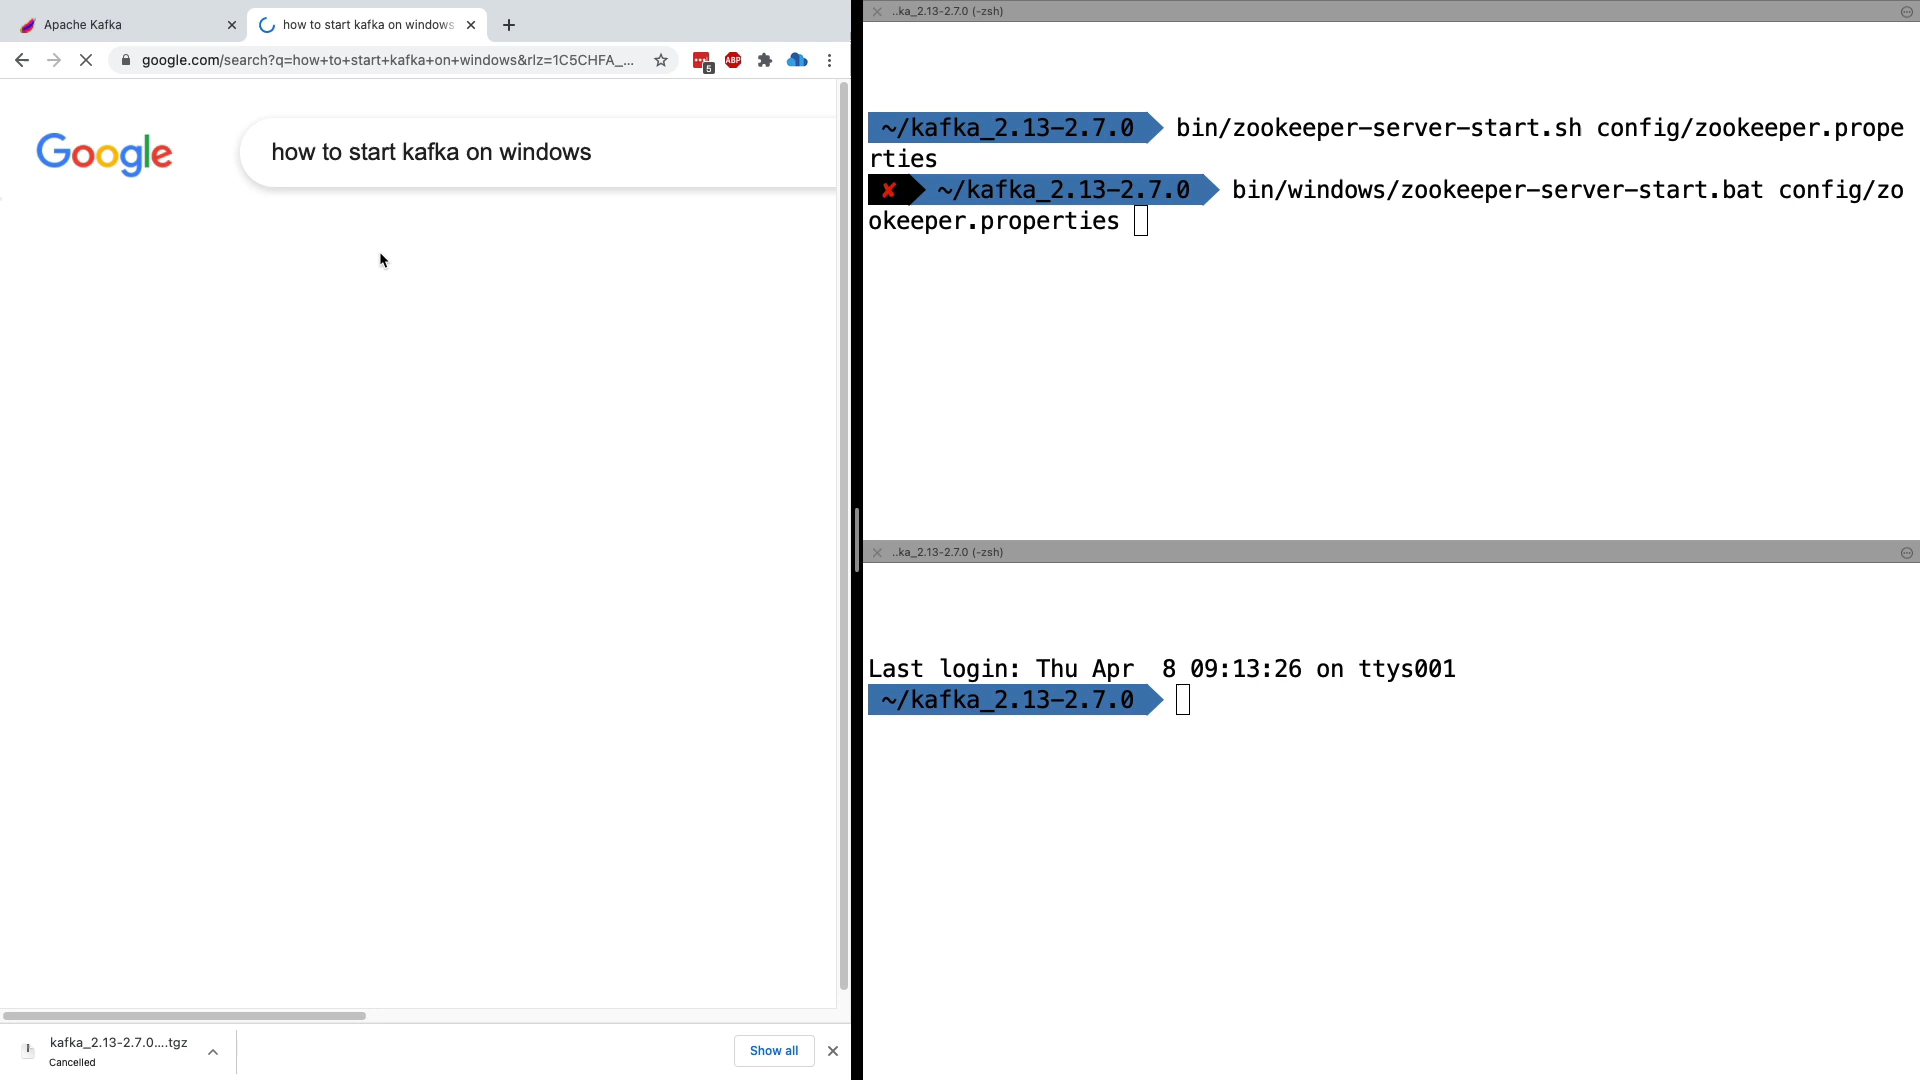 Apache Kafka
how to start kafka on windows
google.com/search?q=how+to+start+kafka+on+windows&rlz=1C5CHFA_...
5
ABP
Google
how to start kafka on windows
kafka_2.13-2.7.0....tgz
Cancelled
Show all
..ka_2.13-2.7.0 (-zsh)
~/kafka_2.13-2.7.0 bin/zookeeper-server-start.sh config/zookeeper.prope
rties
✘ ~/kafka_2.13-2.7.0 bin/windows/zookeeper-server-start.bat config/zo
okeeper.properties
..ka_2.13-2.7.0 (-zsh)
Last login: Thu Apr  8 09:13:26 on ttys001
~/kafka_2.13-2.7.0